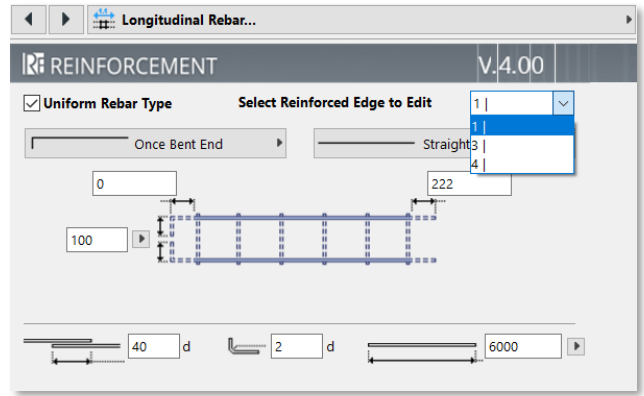 Longitudinal Rebar...
RE REINFORCEMENT V.4.00
Uniform Rebar Type Select Reinforced Edge to Edit 1 |
1 |
Once Bent End Straight 3 |
4 |
0 222
100
40 d 2 d 6000